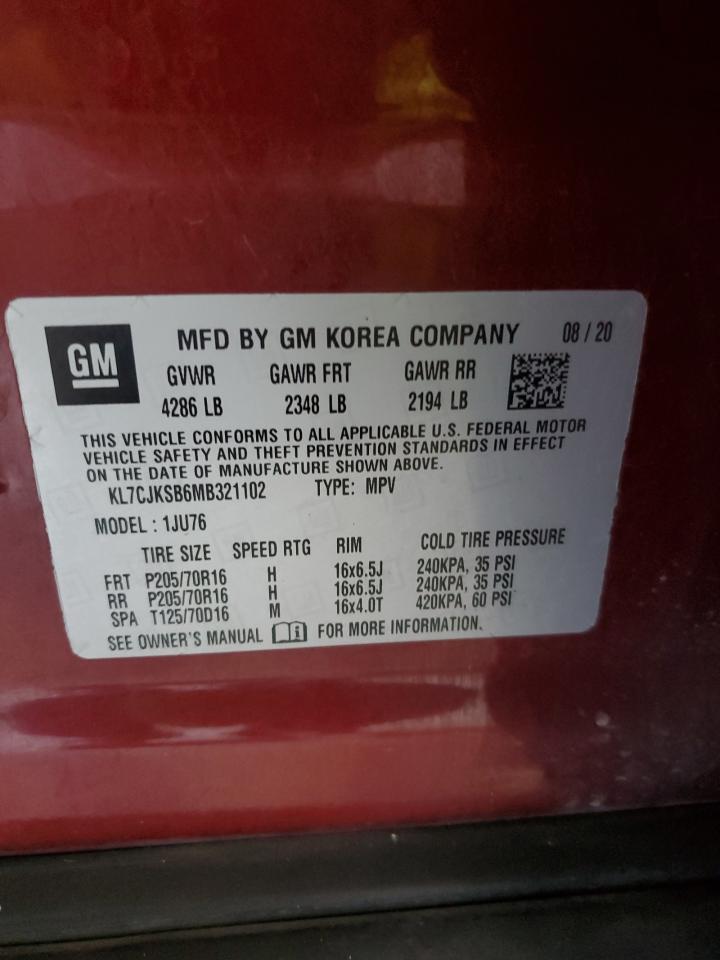 GM
MFD BY GM KOREA COMPANY 08 / 20
GVWR GAWR FRT GAWR RR
4286 LB 2348 LB 2194 LB
THIS VEHICLE CONFORMS TO ALL APPLICABLE U.S. FEDERAL MOTOR
VEHICLE SAFETY AND THEFT PREVENTION STANDARDS IN EFFECT
ON THE DATE OF MANUFACTURE SHOWN ABOVE.
KL7CJKSB6MB321102 TYPE: MPV
MODEL : 1JU76
TIRE SIZE SPEED RTG RIM COLD TIRE PRESSURE
FRT P205/70R16 H 16x6.5J 240KPA, 35 PSI
RR P205/70R16 H 16x6.5J 240KPA, 35 PSI
SPA T125/70D16 M 16x4.0T 420KPA, 60 PSI
SEE OWNER'S MANUAL FOR MORE INFORMATION.